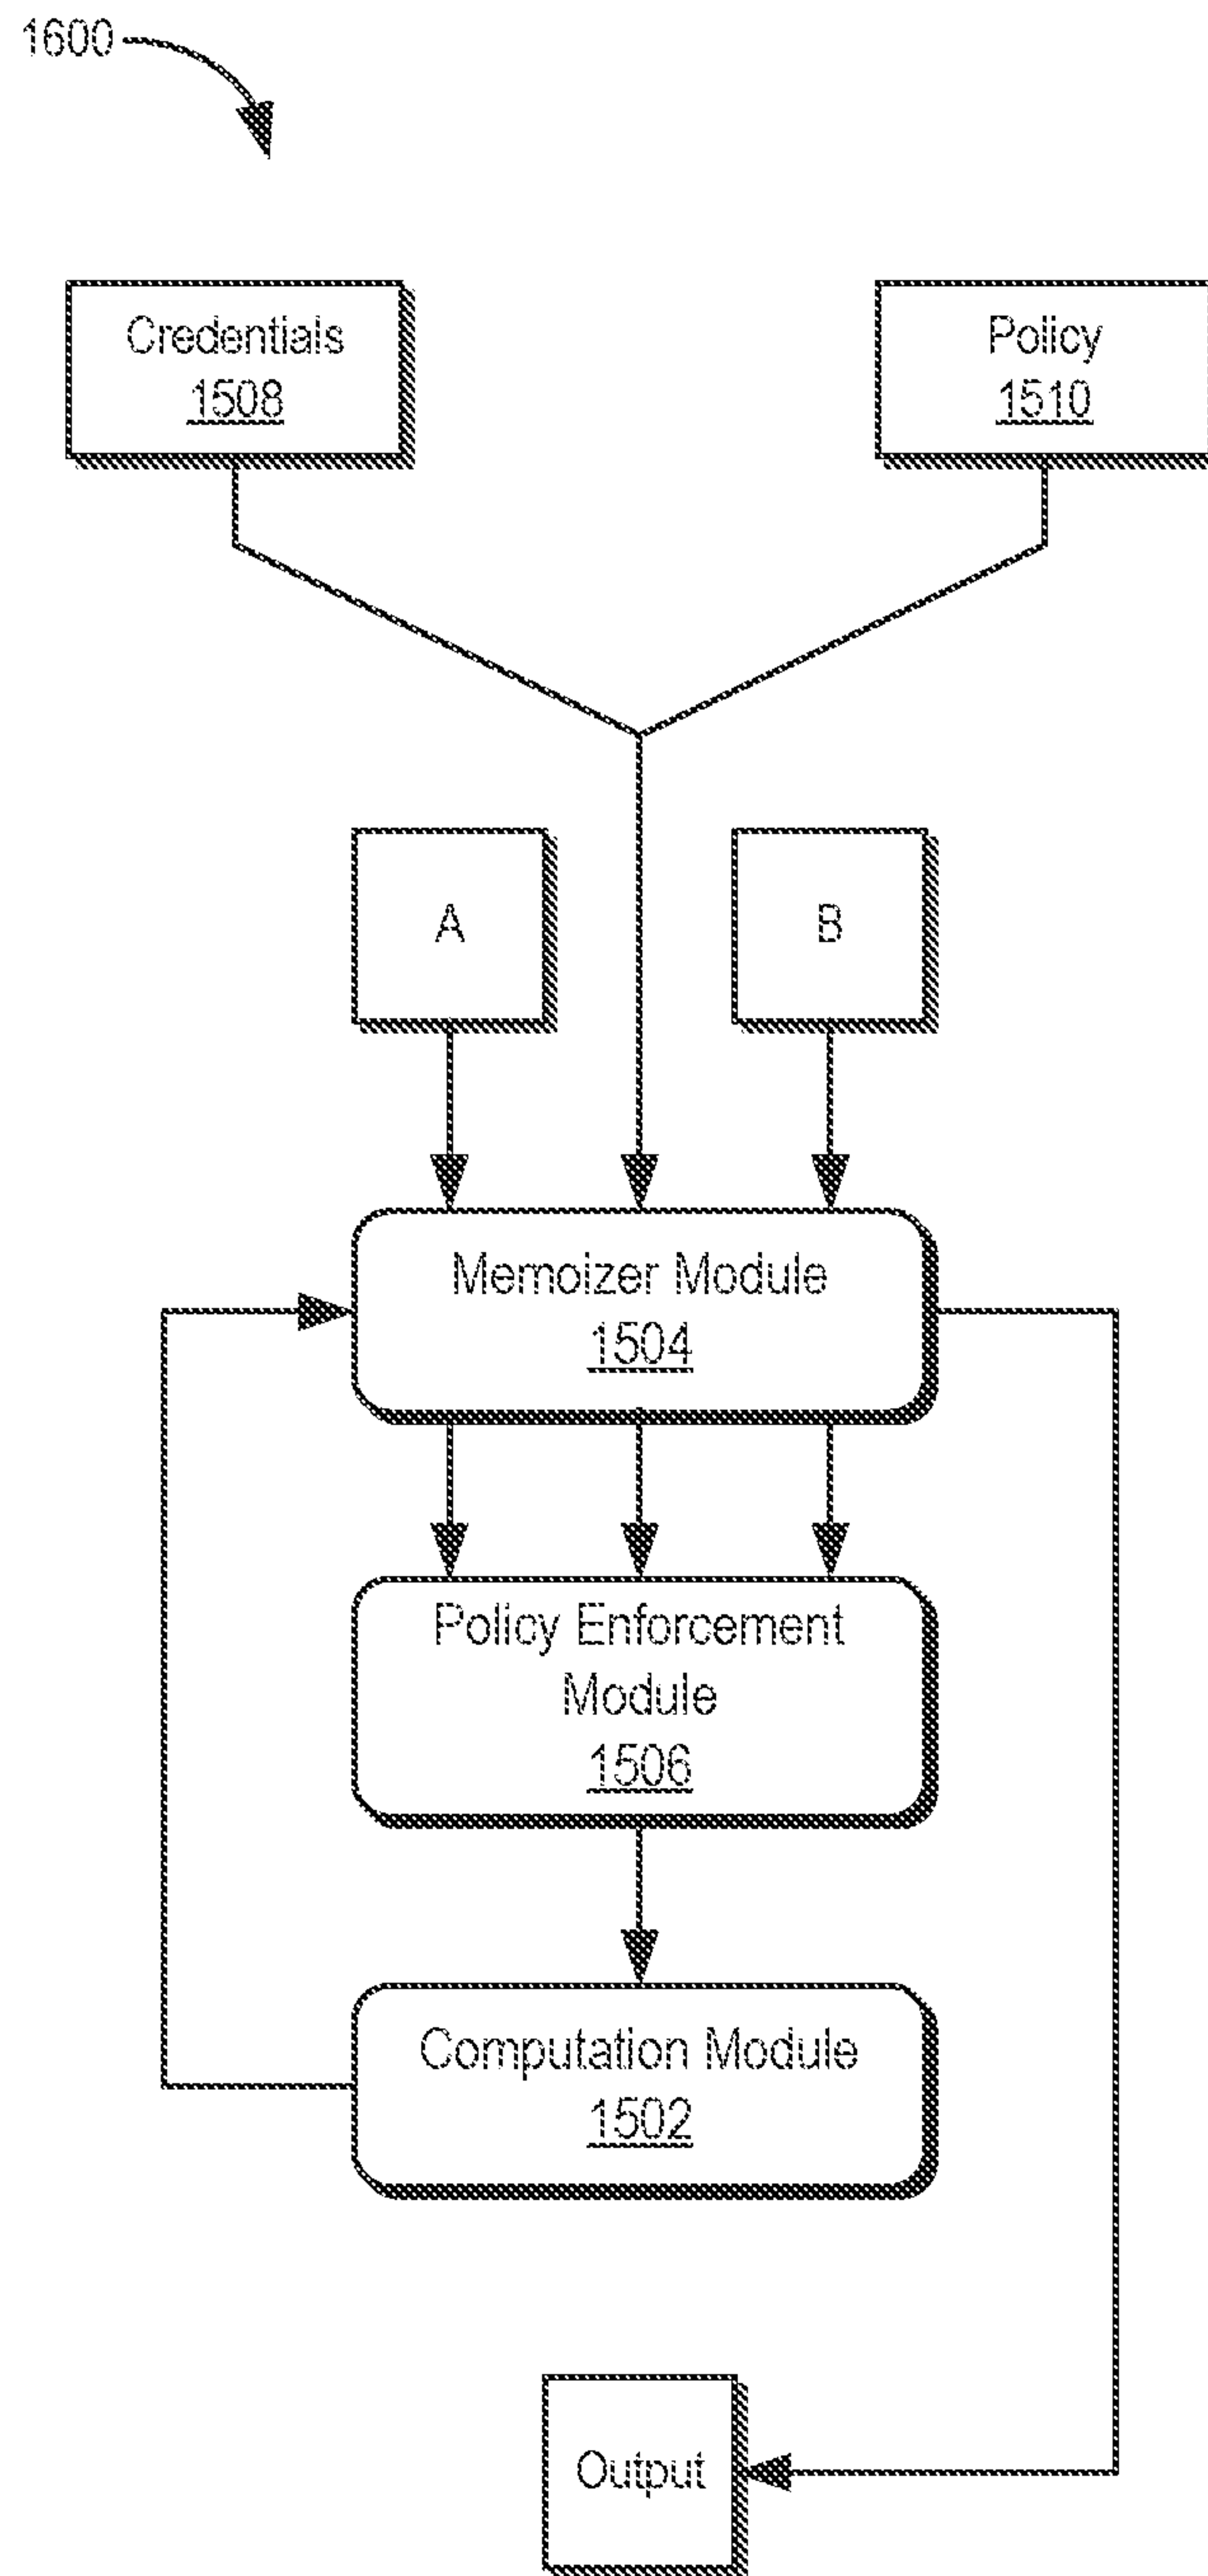 1600
Credentials
1508
Policy
1510
A
B
Memoizer Module
1504
Policy Enforcement
Module
1506
Computation Module
1502
Output